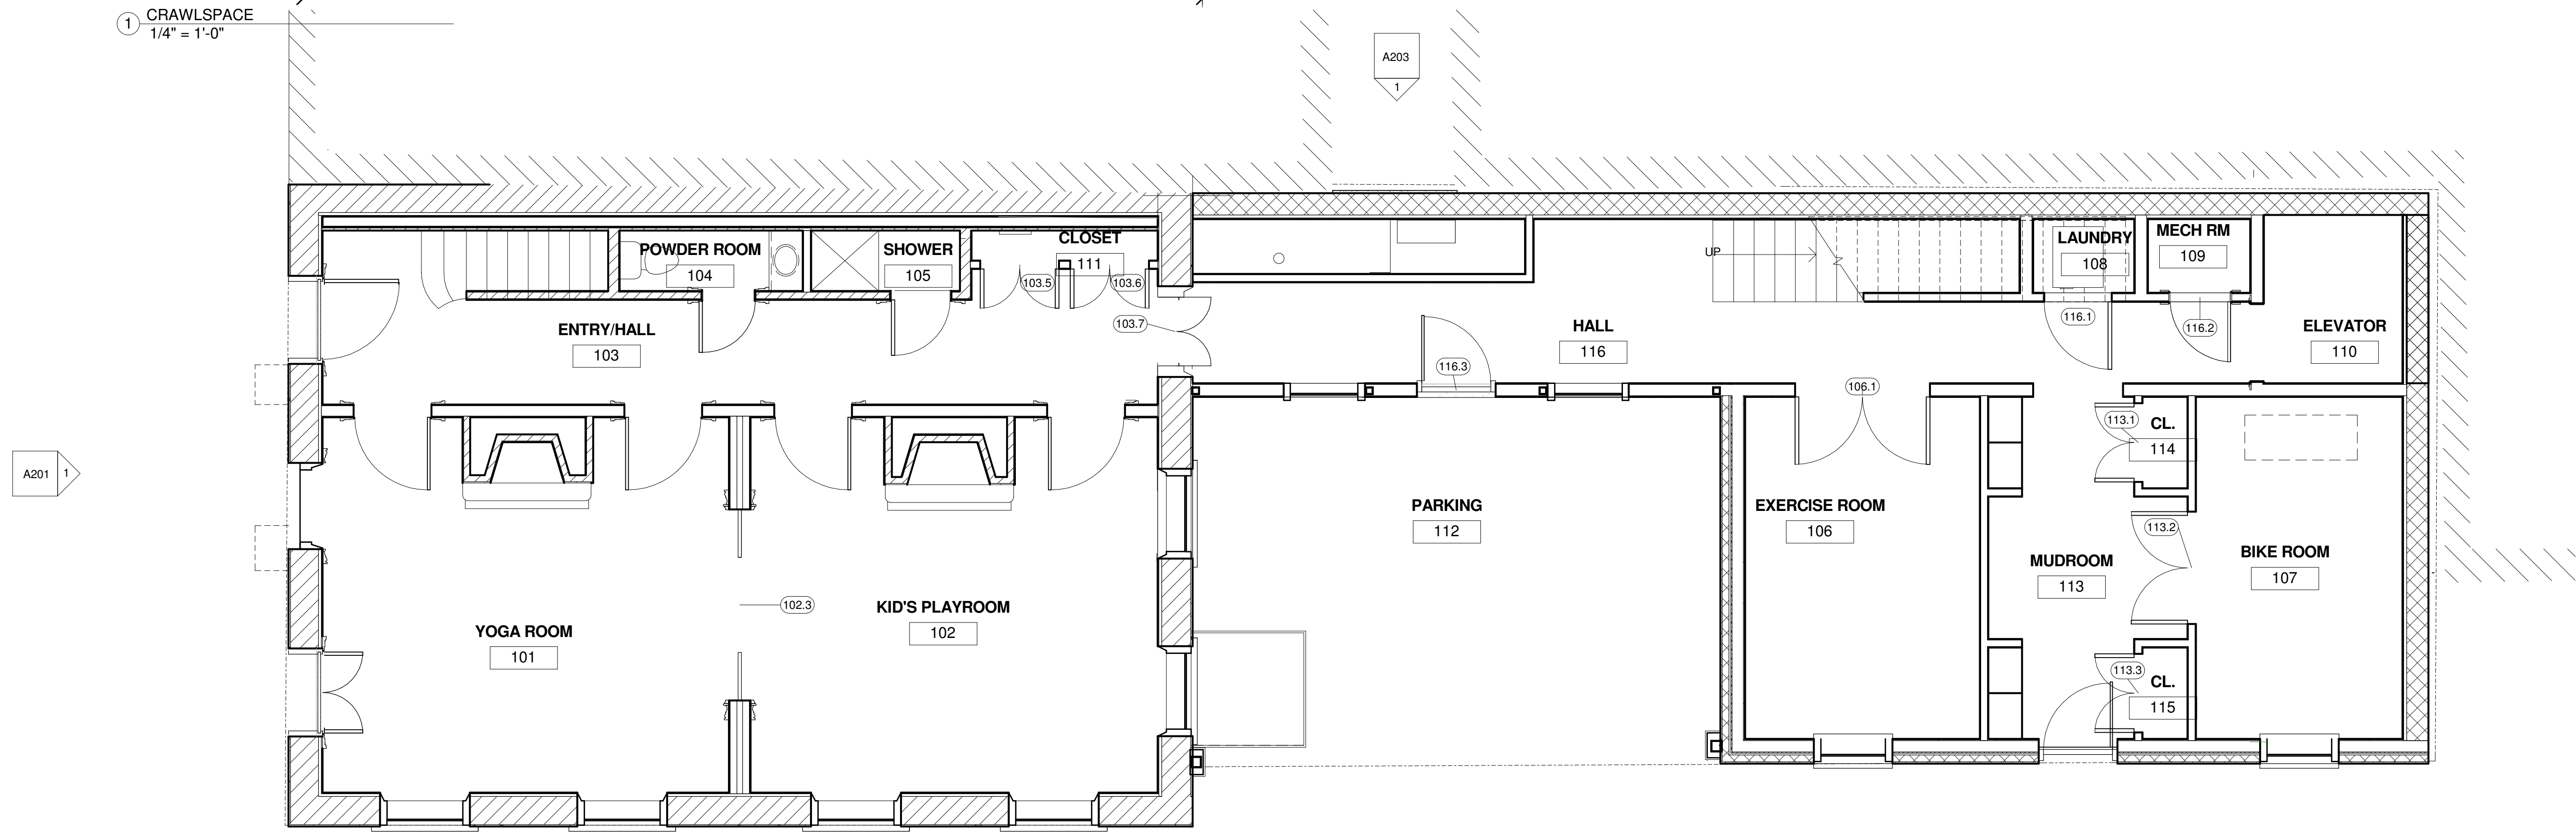 1 CRAWLSPACE
1/4" = 1'-0"
A203
1
POWDER ROOM
104
SHOWER
105
CLOSET
111
103.5
103.6
103.7
UP
LAUNDRY
108
MECH RM
109
116.1
116.2
ENTRY/HALL
103
HALL
116
116.3
ELEVATOR
110
106.1
113.1
CL.
114
A201
1
PARKING
112
EXERCISE ROOM
106
113.2
MUDROOM
113
BIKE ROOM
107
102.3
KID'S PLAYROOM
102
YOGA ROOM
101
113.3
CL.
115